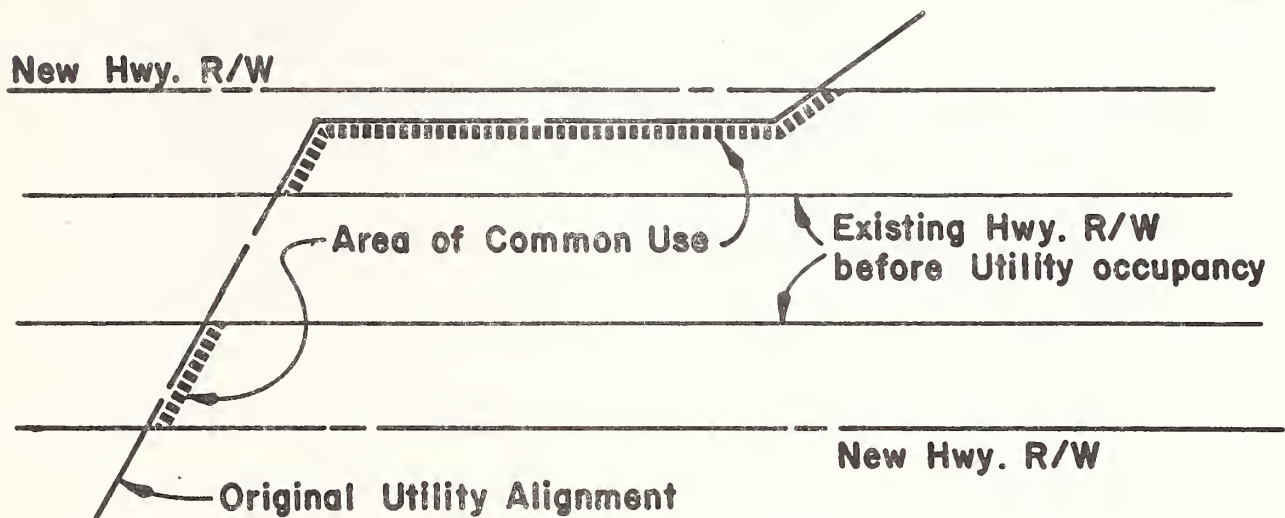 New Hwy. R/W
Area of Common Use
Existing Hwy. R/W
before Utility occupancy
New Hwy. R/W
Original Utility Alignment